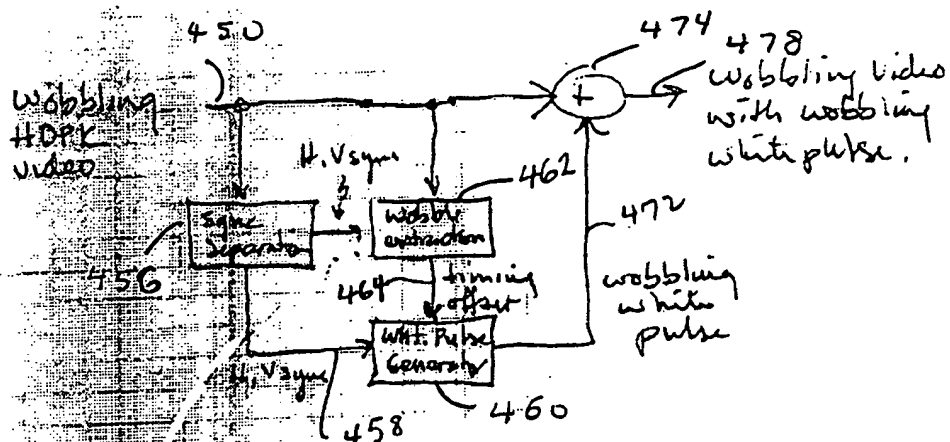 450
474
478
wobbling
HDPK
video
+
wobbling video
with wobbling
white pulse.
H, V sync
462
Sync
Separator
Wobble
extraction
472
456
464
timing
offset
wobbling
white
pulse
Wht. Pulse
Generator
H, V sync
458
460